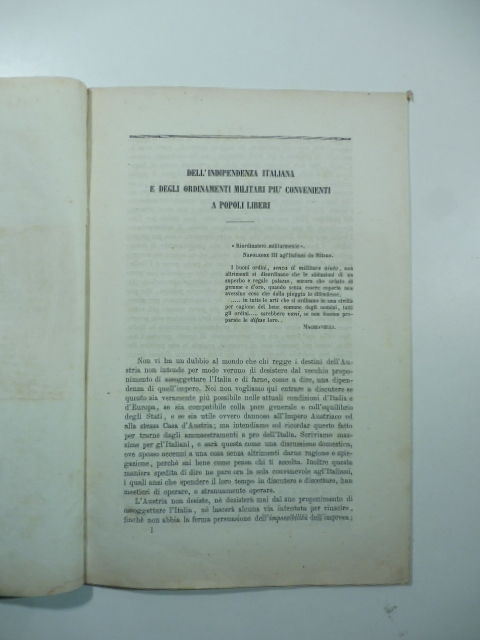 DELL'INDIPENDENZA ITALIANA
E DEGLI ORDINAMENTI MILITARI PIU' CONVENIENTI
A POPOLI LIBERI
« Riordinatevi militarmente ».
NAPOLEONE III agl'Italiani da Milano.
I buoni ordini, senza il militare aiuto, non
altrimenti si disordinano che le abitazioni di un
superbo e regale palazzo, ancora che ornate di
gemme e d'oro, quando senza essere coperte non
avessino cosa che dalla pioggia le difendesse.
..... in tutte le arti che si ordinano in una civiltà
per cagione del bene comune degli uomini, tutti
gli ordini..... sarebbero vani, se non fossero pre-
parate le difese loro...
MACHIAVELLI.
Non vi ha un dubbio al mondo che chi regge i destini dell'Au-
stria non intende per modo veruno di desistere del vecchio propo-
nimento di assoggettare l'Italia e di farne, come a dire, una dipen-
denza di quell'impero. Noi non vogliamo qui entrare a discutere se
questo sia veramente più possibile nelle attuali condizioni d'Italia e
d'Europa, se sia compatibile colla pace generale e coll'equilibrio
degli Stati, e se sia utile ovvero dannoso all'Impero Austriaco ed
alla stessa Casa d'Austria; ma intendiamo sol ricordar questo fatto
per trarne dagli ammaestramenti a pro dell'Italia. Scriviamo mas-
sime per gl'Italiani, e sarà questa come una discussione domestica,
ove spesso accenni a una cosa senza altrimenti darne ragione e spie-
gazione, perchè sai bene come pensa chi ti ascolta. Inoltre questa
maniera spedita di dire ne pare ora la sola convenevole agl'Italiani,
i quali anzi che spendere il loro tempo in discutere e discettare, han
mestieri di operare, e strenuamente operare.
L'Austria non desiste, nè desisterà mai dal suo proponimento di
assoggettare l'Italia, nè lascerà alcuna via intentata per riuscire,
finchè non abbia la ferma persuasione dell'impossibilità dell'impresa;
1